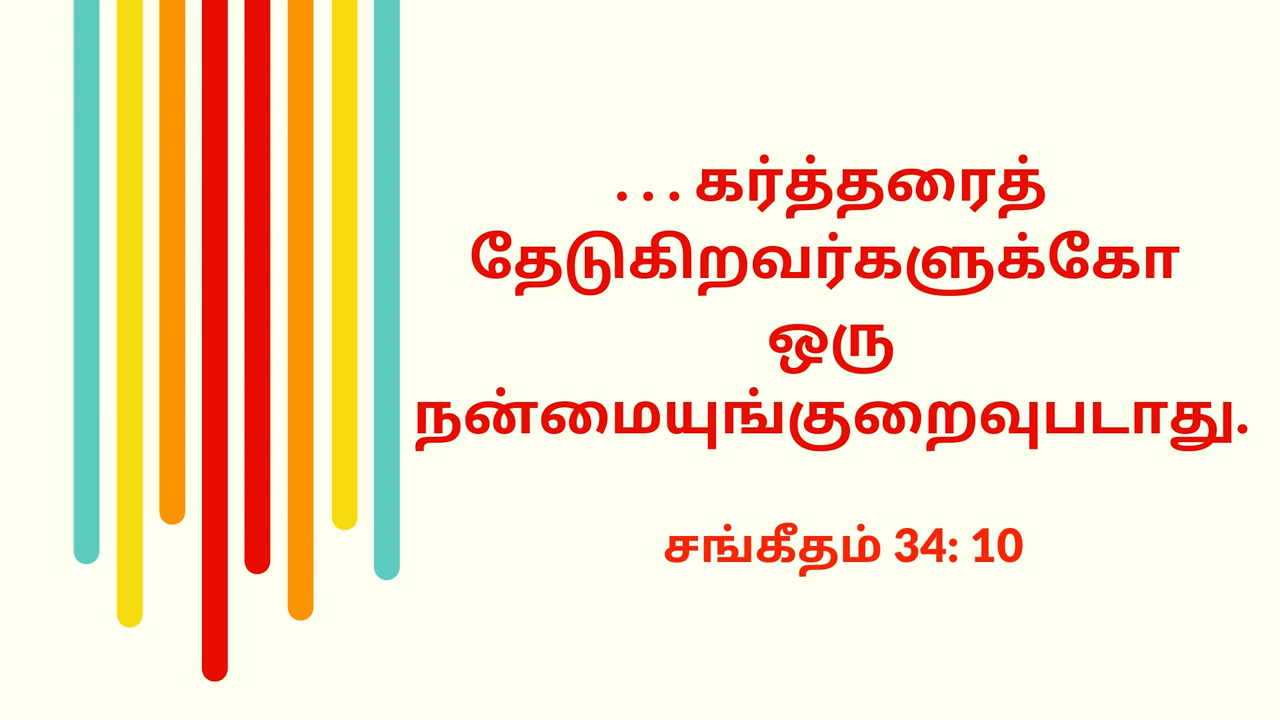 ...கர்த்தரைத்
தேடுகிறவர்களுக்கோ
ஒரு
நன்மையுங்குறைவுபடாது.
சங்கீதம் 34: 10